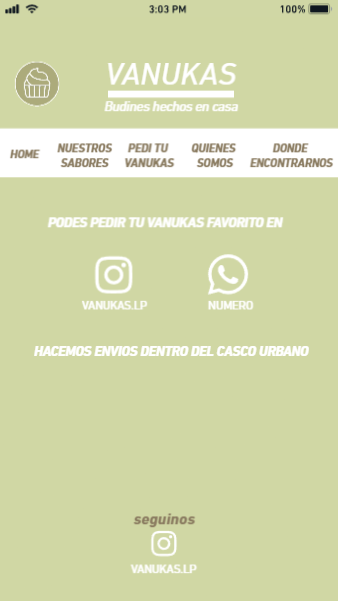 3:03 PM
100%
VANUKAS
Budines hechos en casa
HOME
NUESTROS
SABORES
PEDI TU
VANUKAS
QUIENES
SOMOS
DONDE
ENCONTRARNOS
PODES PEDIR TU VANUKAS FAVORITO EN
VANUKAS.LP
NUMERO
HACEMOS ENVIOS DENTRO DEL CASCO URBANO
seguinos
VANUKAS.LP